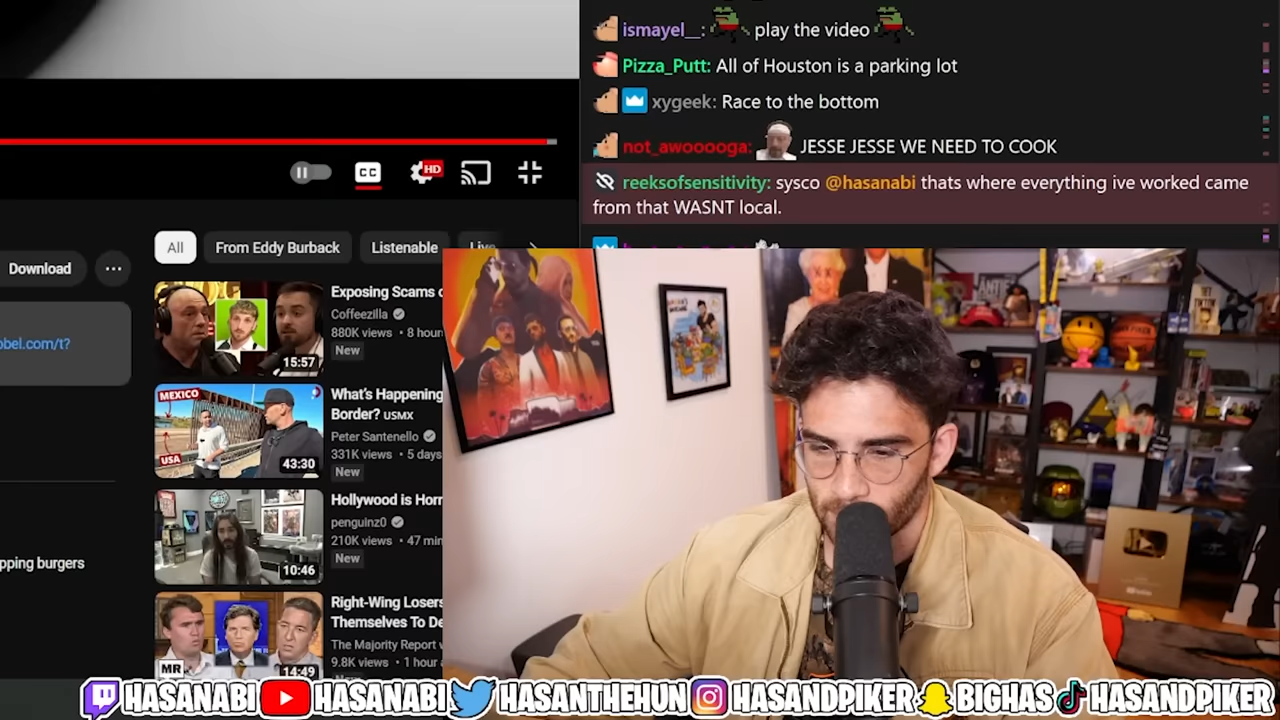 ismayel__: play the video
Pizza_Putt: All of Houston is a parking lot
xygeek: Race to the bottom
not_awooooga: JESSE JESSE WE NEED TO COOK
reeksofsensitivity: sysco @hasanabi thats where everything ive worked came
from that WASNT local.
CC
HD
All
From Eddy Burback
Listenable
Live
Download
...
obel.com/t?
pping burgers
Exposing Scams
Coffeezilla
880K views • 8 hour
New
15:57
What's Happening
Border? USMX
Peter Santenello
331K views • 5 days
New
MEXICO
USA
43:30
Hollywood is Horr
penguinz0
210K views • 47 min
New
10:46
Right-Wing Losers
Themselves To De
The Majority Report
9.8K views • 1 hour
MR
14:49
HASANABI HASANABI HASANTHEHUN HASANDPIKER BIGHAS HASANDPIKER